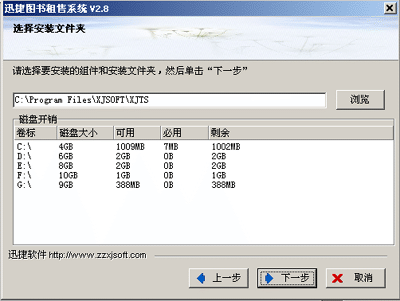 迅捷图书租售系统 V2.8
选择安装文件夹
请选择要安装的组件和安装文件夹，然后单击“下一步”
C:\Program Files\XJSOFT\XJTS
浏览
磁盘开销
卷标 磁盘大小 可用 必用 剩余
C:\ 4GB 1009MB 7MB 1002MB
D:\ 6GB 2GB 0B 2GB
E:\ 8GB 2GB 0B 2GB
F:\ 10GB 1GB 0B 1GB
G:\ 9GB 388MB 0B 388MB
迅捷软件 http://www.zzxjsoft.com
上一步 下一步 取消